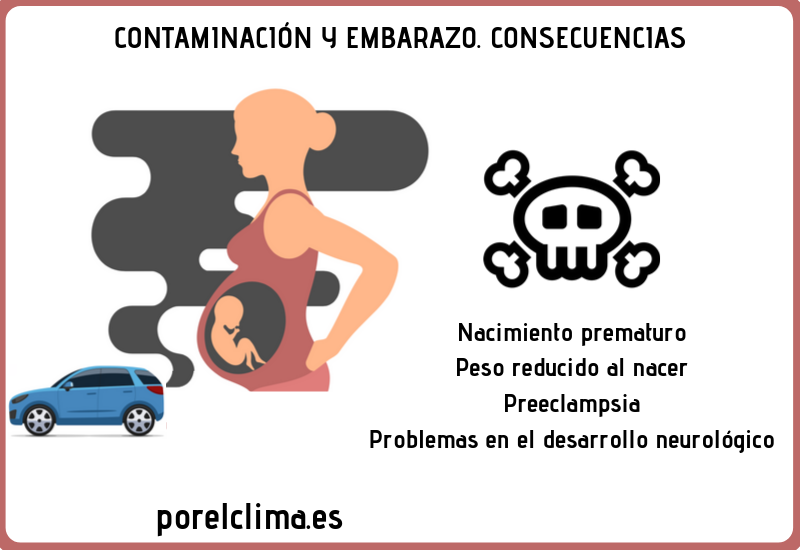 CONTAMINACIÓN Y EMBARAZO. CONSECUENCIAS
Nacimiento prematuro
Peso reducido al nacer
Preeclampsia
Problemas en el desarrollo neurológico
porelclima.es